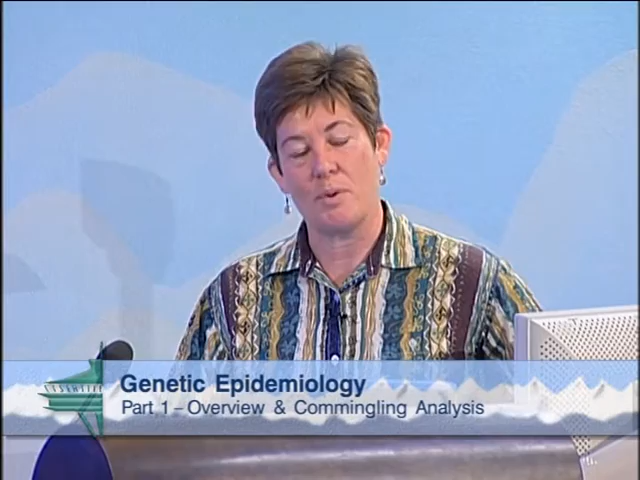 Genetic Epidemiology
Part 1 – Overview & Commingling Analysis